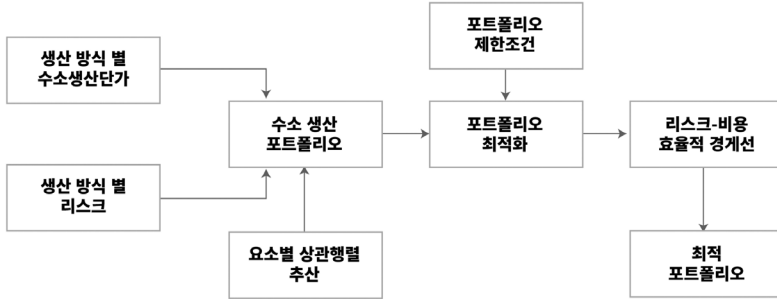 포트폴리오
제한조건
생산 방식 별
수소생산단가
수소 생산
포트폴리오
포트폴리오
최적화
리스크-비용
효율적 경게선
생산 방식 별
리스크
요소별 상관행렬
추산
최적
포트폴리오